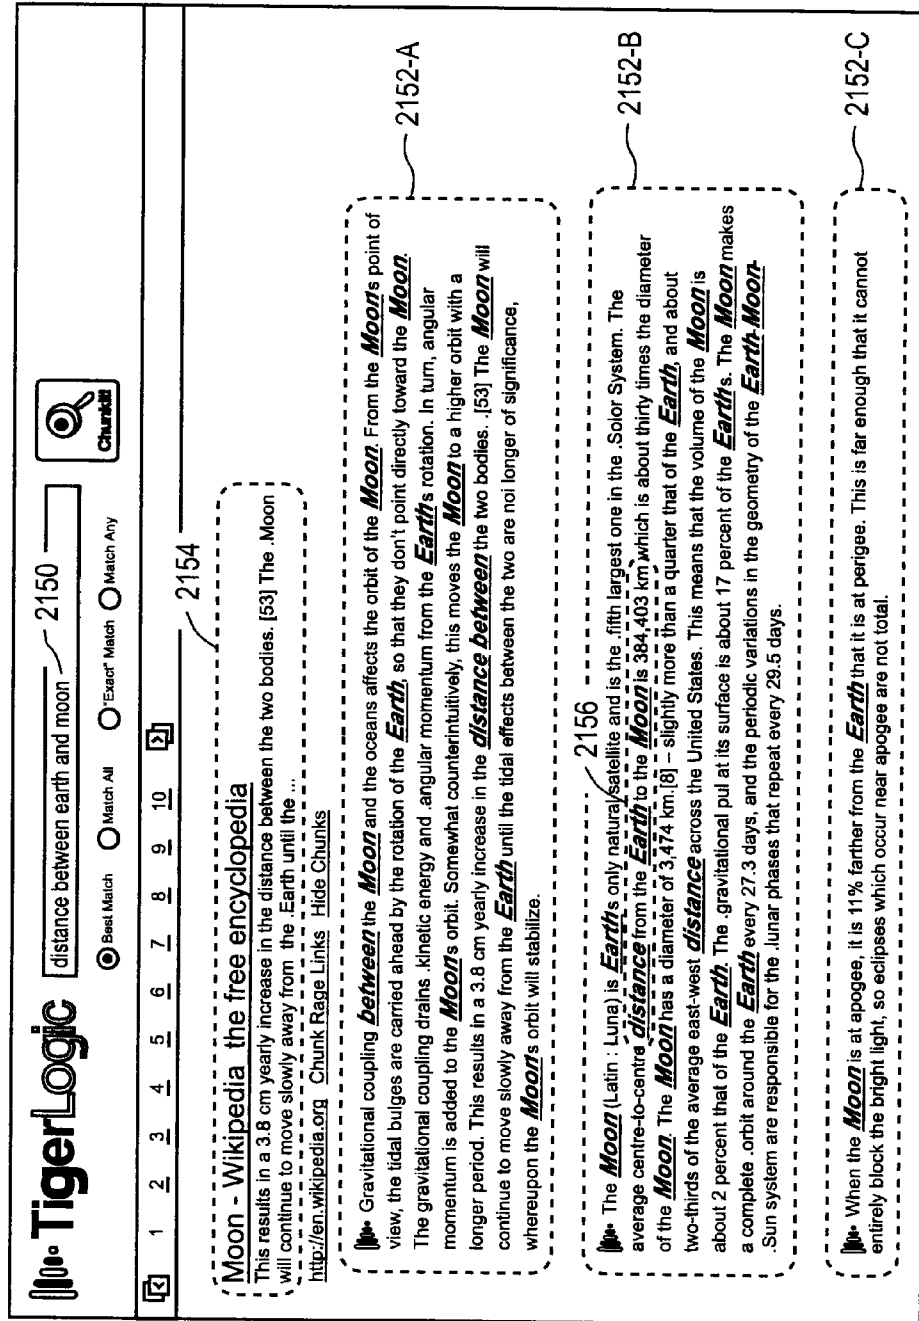 TigerLogic
distance between earth and moon
2150
Best Match Match All "Exact" Match Match Any
Chunkit!
1 2 3 4 5 6 7 8 9 10
2154
Moon - Wikipedia the free encyclopedia
This results in a 3.8 cm yearly increase in the distance between the two bodies. [53] The .Moon
will continue to move slowly away from the .Earth until the ...
http://en.wikipedia.org Chunk Rage Links Hide Chunks
2152-A
Gravitational coupling between the Moon and the oceans affects the orbit of the Moon. From the Moons point of
view, the tidal bulges are carried ahead by the rotation of the Earth, so that they don't point directly toward the Moon.
The gravitational coupling drains .kinetic energy and .angular momentum from the Earths rotation. In turn, angular
momentum is added to the Moons orbit. Somewhat counterintuitively, this moves the Moon to a higher orbit with a
longer period. This results in a 3.8 cm yearly increase in the distance between the two bodies. .[53] The Moon will
continue to move slowly away from the Earth until the tidal effects between the two are noi longer of significance,
whereupon the Moons orbit will stabilize.
2156
2152-B
The Moon (Latin : Luna) is Earths only natural satellite and is the .fifth largest one in the .Solor System. The
average centre-to-centre distance from the Earth to the Moon is 384,403 km which is about thirty times the diameter
of the Moon. The Moon has a diameter of 3,474 km.[8] – slightly more than a quarter that of the Earth, and about
two-thirds of the average east-west distance across the United States. This means that the volume of the Moon is
about 2 percent that of the Earth. The .gravitational pul at its surface is about 17 percent of the Earths. The Moon makes
a complete .orbit around the Earth every 27.3 days, and the periodic variations in the geometry of the Earth-Moon-
.Sun system are responsible for the .lunar phases that repeat every 29.5 days.
2152-C
When the Moon is at apogee, it is 11% farther from the Earth that it is at perigee. This is far enough that it cannot
entirely block the bright light, so eclipses which occur near apogee are not total.